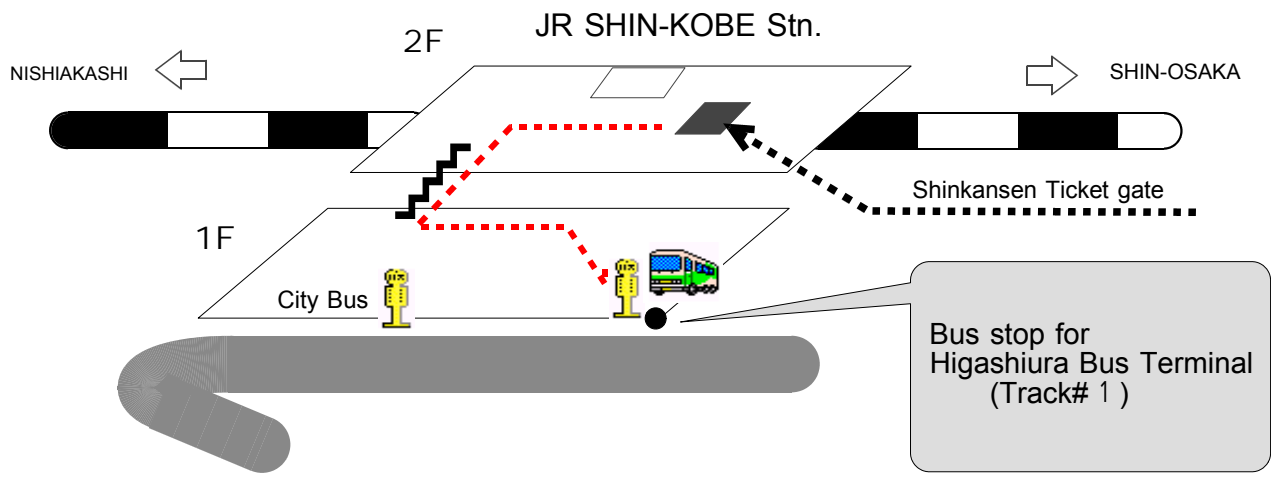 JR SHIN-KOBE Stn.
2F
NISHIAKASHI
SHIN-OSAKA
Shinkansen Ticket gate
1F
City Bus
Bus stop for
Higashiura Bus Terminal
(Track# 1 )